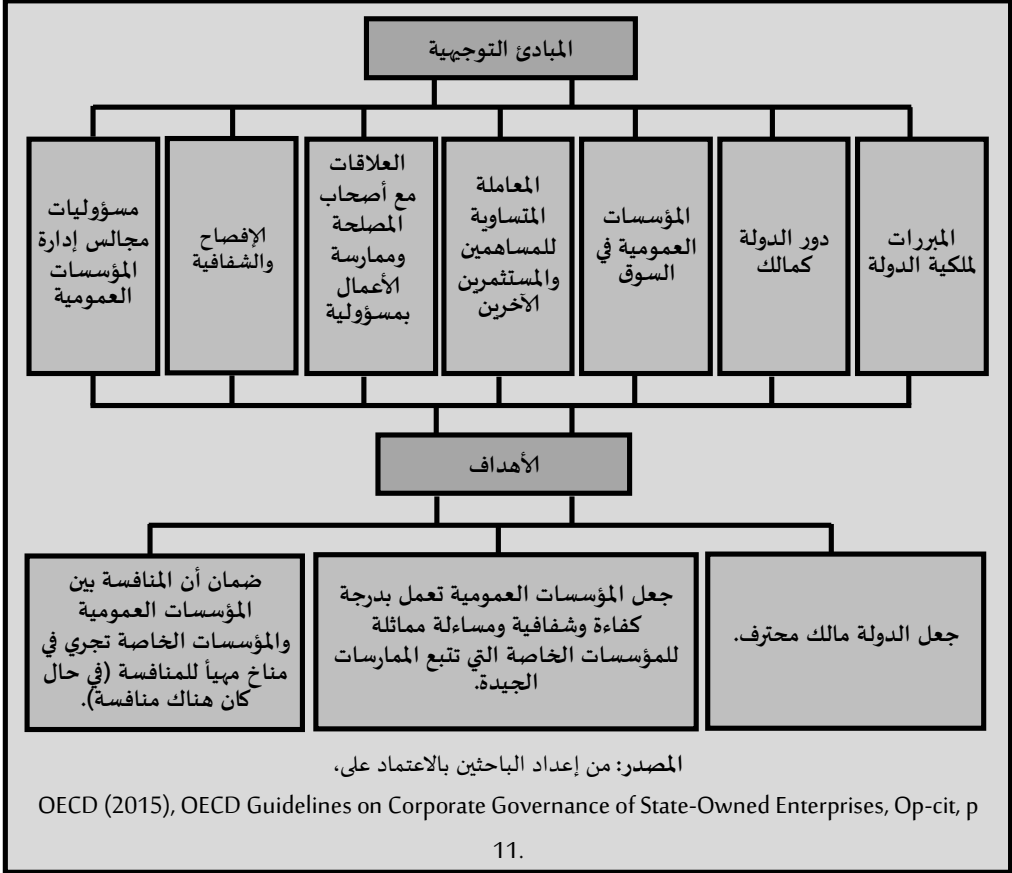 المبادئ التوجيهية
المبررات
لملكية الدولة
دور الدولة
كمالك
المؤسسات
العمومية في
السوق
المعاملة
المتساوية
للمساهمين
والمستثمرين
الآخرين
العلاقات
مع أصحاب
المصلحة
وممارسة
الأعمال
بمسؤولية
الإفصاح
والشفافية
مسؤوليات
مجالس إدارة
المؤسسات
العمومية
الأهداف
جعل الدولة مالك محترف.
جعل المؤسسات العمومية تعمل بدرجة
كفاءة وشفافية ومساءلة مماثلة
للمؤسسات الخاصة التي تتبع الممارسات
الجيدة.
ضمان أن المنافسة بين
المؤسسات العمومية
والمؤسسات الخاصة تجري في
مناخ مهيأ للمنافسة (في حال
كان هناك منافسة).
المصدر: من إعداد الباحثين بالاعتماد على،
OECD (2015), OECD Guidelines on Corporate Governance of State-Owned Enterprises, Op-cit, p
11.